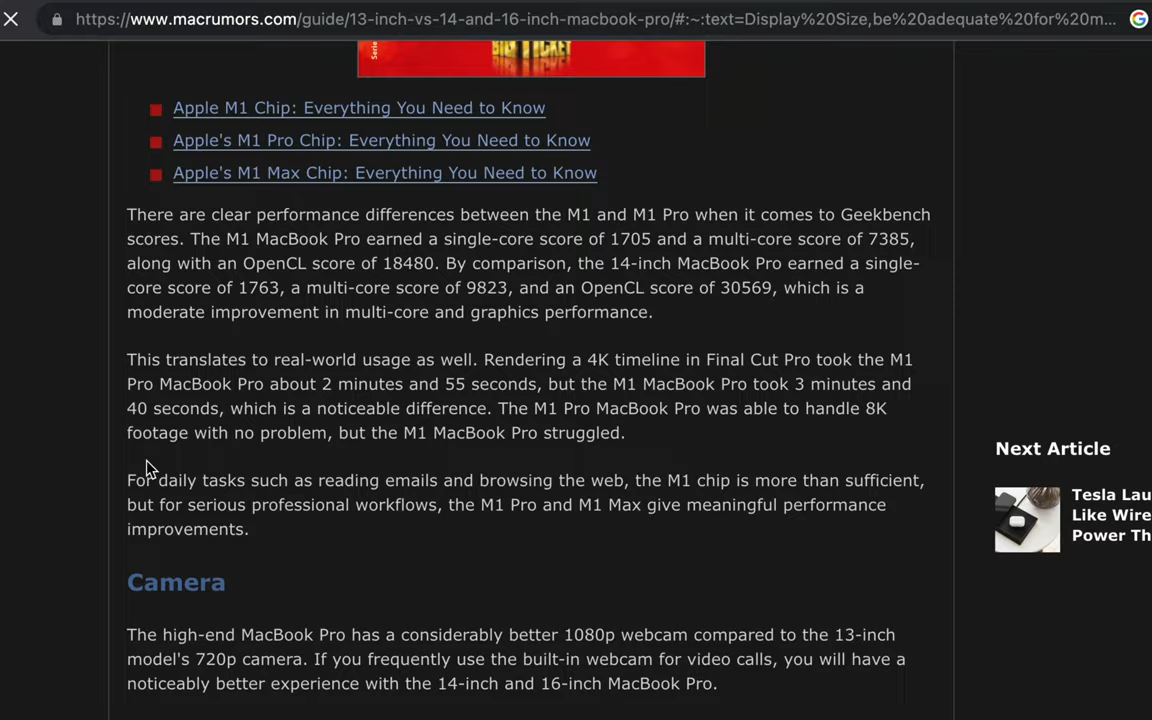 https://www.macrumors.com/guide/13-inch-vs-14-and-16-inch-macbook-pro/#:~:text=Display%20Size,be%20adequate%20for%20m...
Serie
BIG TICKET
Apple M1 Chip: Everything You Need to Know
Apple's M1 Pro Chip: Everything You Need to Know
Apple's M1 Max Chip: Everything You Need to Know
There are clear performance differences between the M1 and M1 Pro when it comes to Geekbench
scores. The M1 MacBook Pro earned a single-core score of 1705 and a multi-core score of 7385,
along with an OpenCL score of 18480. By comparison, the 14-inch MacBook Pro earned a single-
core score of 1763, a multi-core score of 9823, and an OpenCL score of 30569, which is a
moderate improvement in multi-core and graphics performance.
This translates to real-world usage as well. Rendering a 4K timeline in Final Cut Pro took the M1
Pro MacBook Pro about 2 minutes and 55 seconds, but the M1 MacBook Pro took 3 minutes and
40 seconds, which is a noticeable difference. The M1 Pro MacBook Pro was able to handle 8K
footage with no problem, but the M1 MacBook Pro struggled.
For daily tasks such as reading emails and browsing the web, the M1 chip is more than sufficient,
but for serious professional workflows, the M1 Pro and M1 Max give meaningful performance
improvements.
Camera
The high-end MacBook Pro has a considerably better 1080p webcam compared to the 13-inch
model's 720p camera. If you frequently use the built-in webcam for video calls, you will have a
noticeably better experience with the 14-inch and 16-inch MacBook Pro.
Next Article
Tesla Lau
Like Wire
Power Th